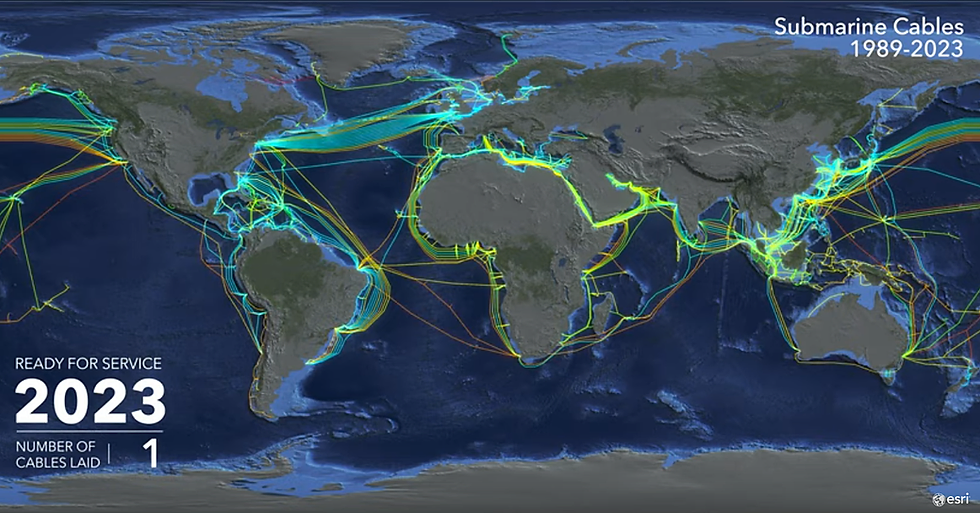 Submarine Cables
1989-2023
READY FOR SERVICE
2023
NUMBER OF
CABLES LAID | 1
esri